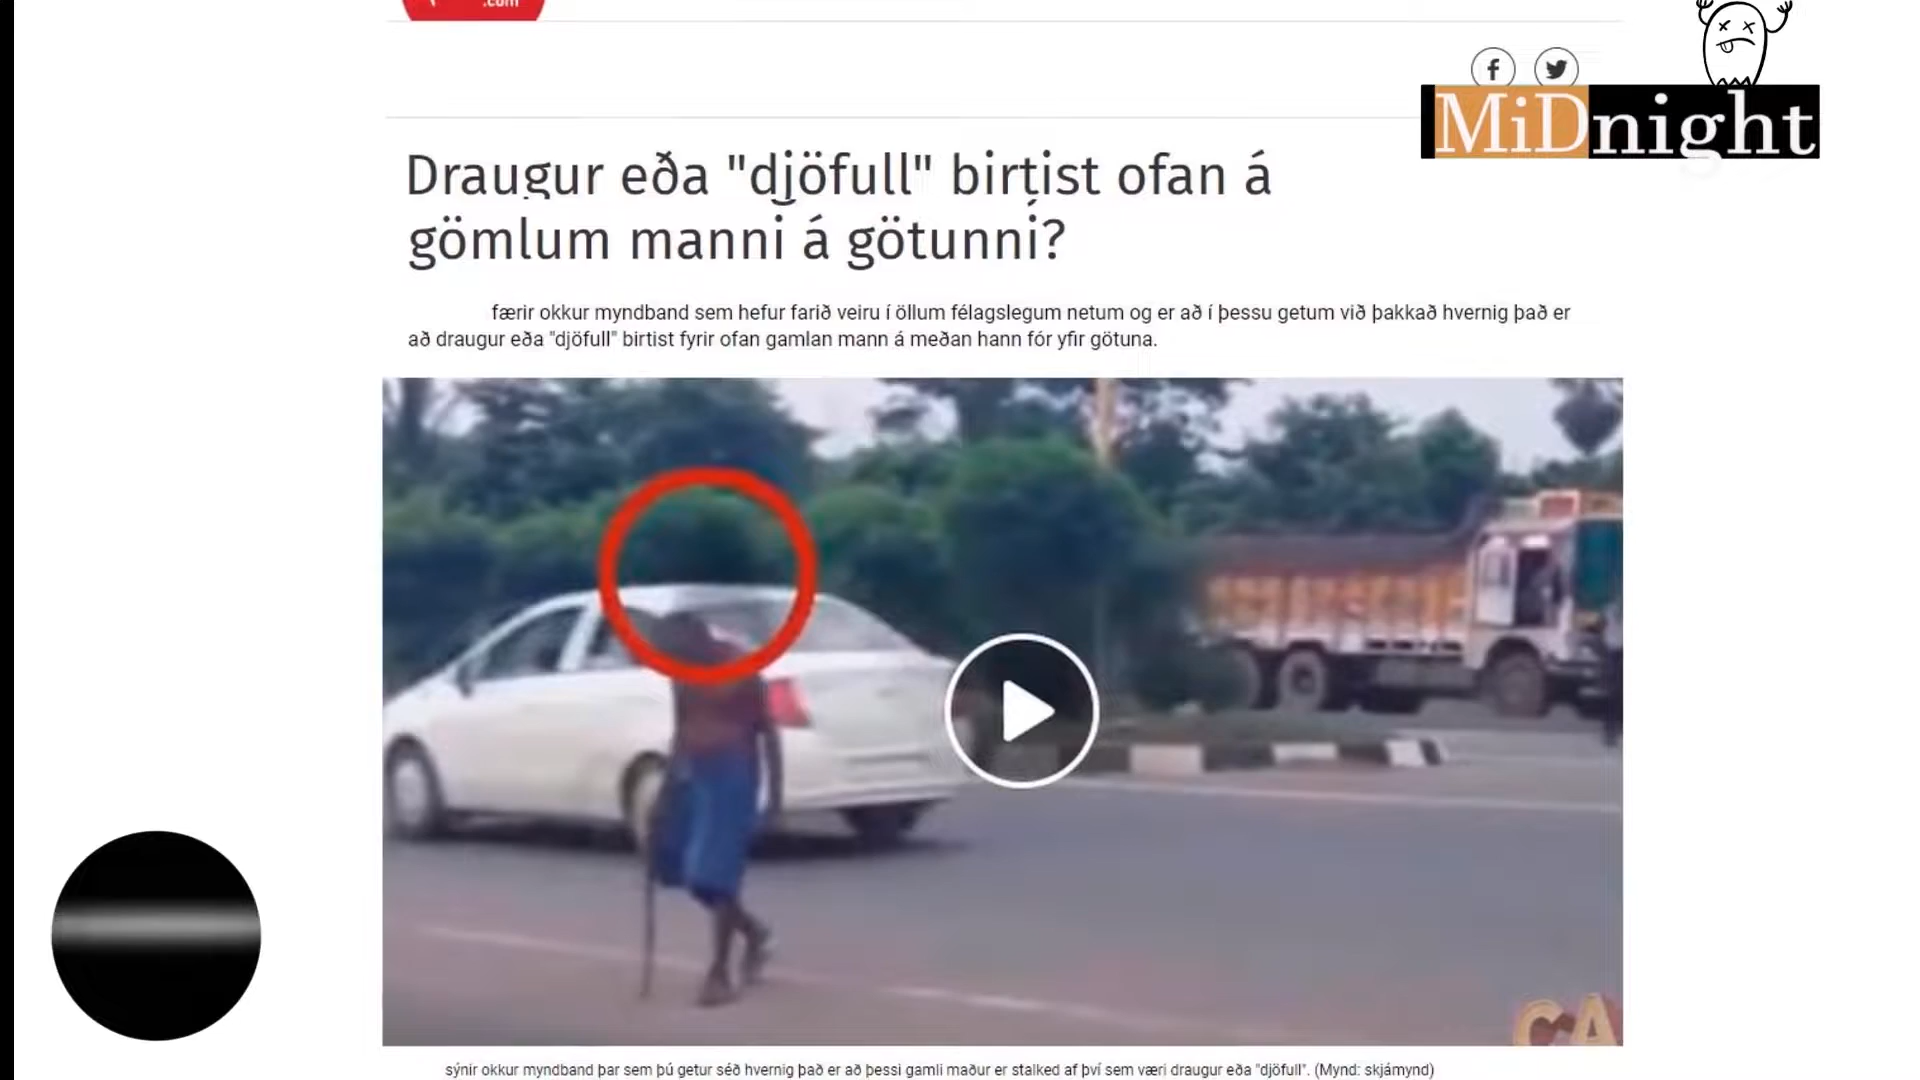 .com
MiDnight
Draugur eða "djöfull" birtist ofan á
gömlum manni á götunni?
færir okkur myndband sem hefur farið veiru í öllum félagslegum netum og er að í þessu getum við þakkað hvernig það er
að draugur eða "djöfull" birtist fyrir ofan gamlan mann á meðan hann fór yfir götuna.
CA
sýnir okkur myndband þar sem þú getur séð hvernig það er að þessi gamli maður er stalked af því sem væri draugur eða "djöfull". (Mynd: skjámynd)